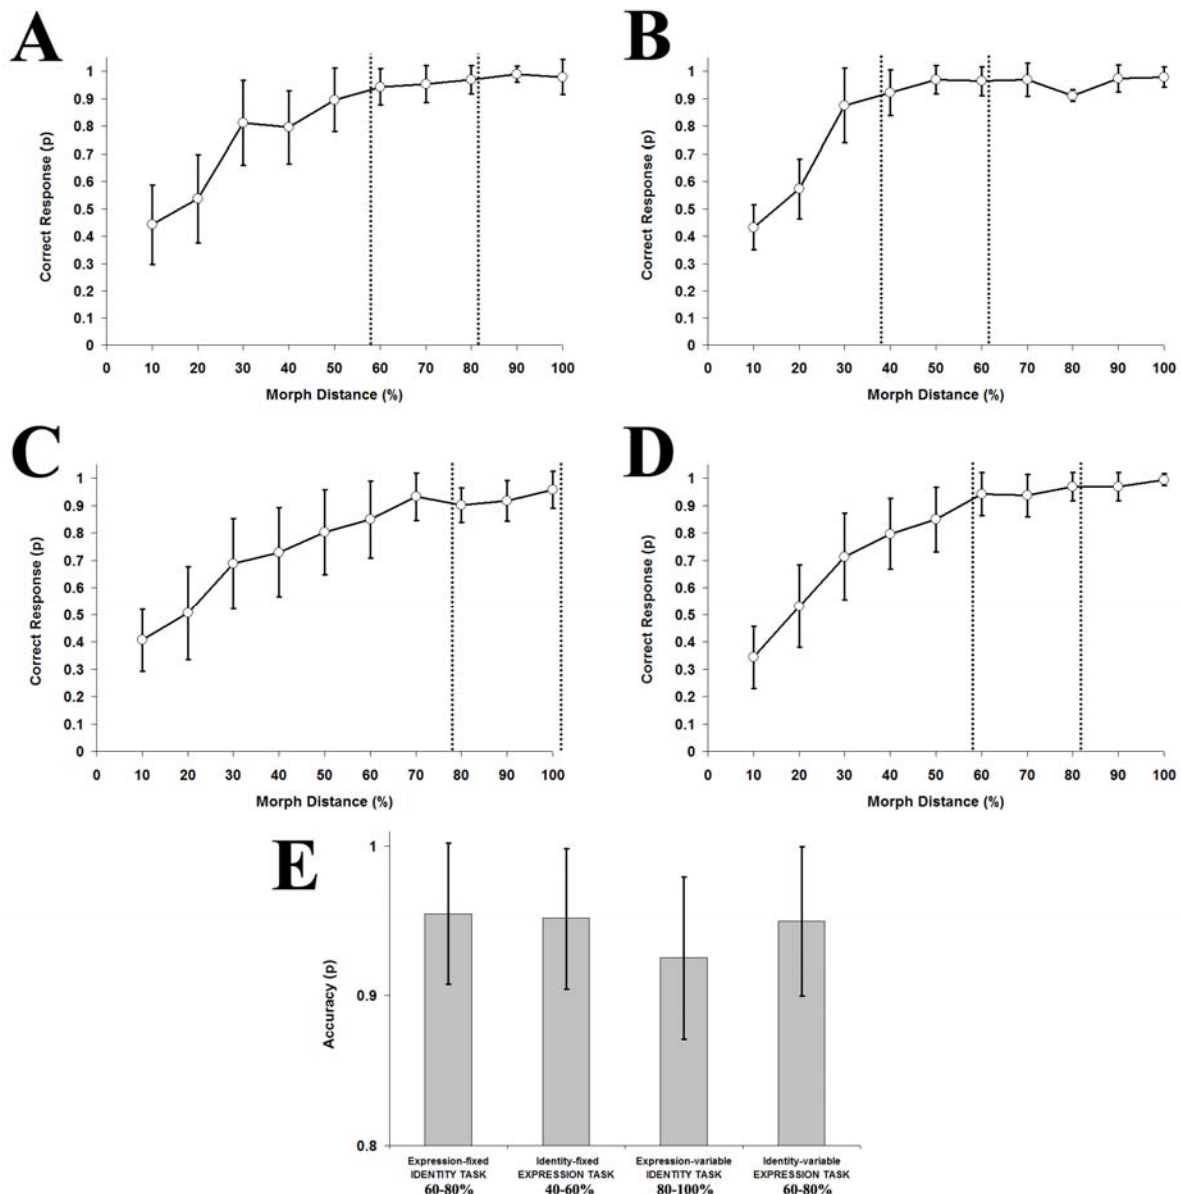 A
Correct Response (p)
1
0.9
0.8
0.7
0.6
0.5
0.4
0.3
0.2
0.1
0
0 10 20 30 40 50 60 70 80 90 100
Morph Distance (%)
B
Correct Response (p)
1
0.9
0.8
0.7
0.6
0.5
0.4
0.3
0.2
0.1
0
0 10 20 30 40 50 60 70 80 90 100
Morph Distance (%)
C
Correct Response (p)
1
0.9
0.8
0.7
0.6
0.5
0.4
0.3
0.2
0.1
0
0 10 20 30 40 50 60 70 80 90 100
Morph Distance (%)
D
Correct Response (p)
1
0.9
0.8
0.7
0.6
0.5
0.4
0.3
0.2
0.1
0
0 10 20 30 40 50 60 70 80 90 100
Morph Distance (%)
E
Accuracy (p)
1
0.9
0.8
Expression-fixed
IDENTITY TASK
60-80%
Identity-fixed
EXPRESSION TASK
40-60%
Expression-variable
IDENTITY TASK
80-100%
Identity-variable
EXPRESSION TASK
60-80%